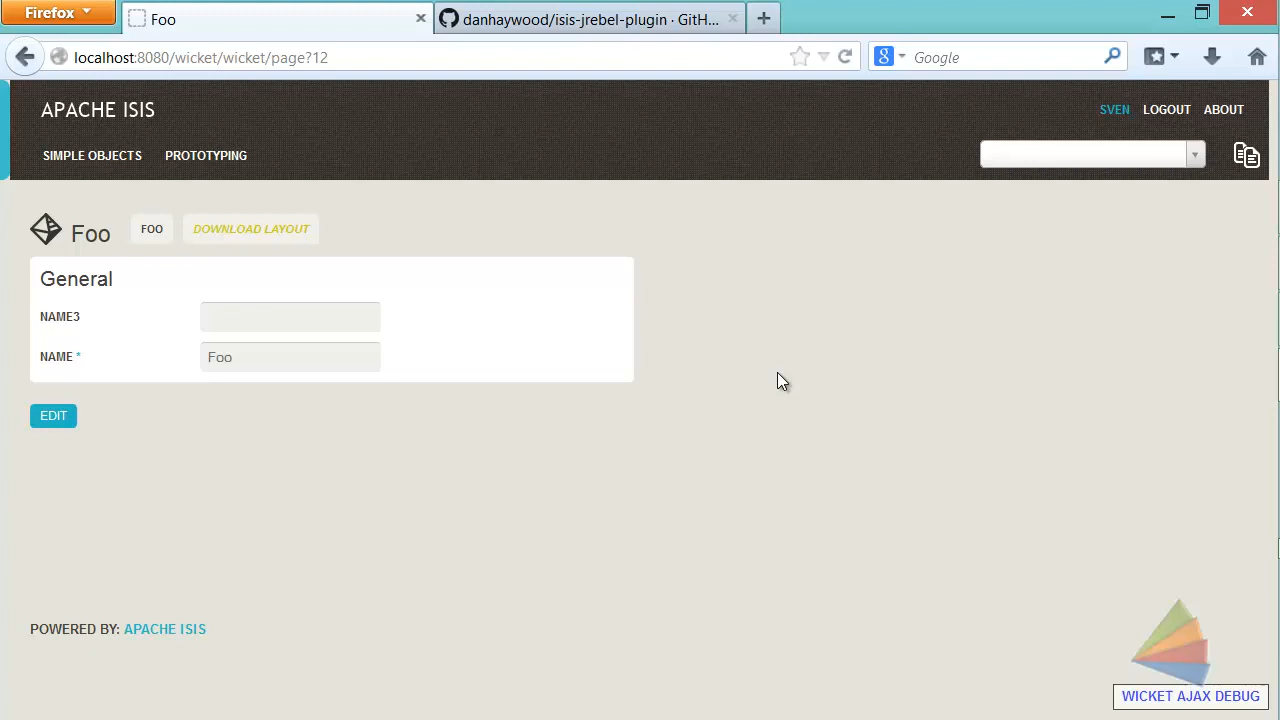 Firefox
Foo
danhaywood/isis-jrebel-plugin · GitH...
localhost:8080/wicket/wicket/page?12
g
Google
APACHE ISIS
SVEN LOGOUT ABOUT
SIMPLE OBJECTS PROTOTYPING
Foo FOO DOWNLOAD LAYOUT
General
NAME3
NAME * Foo
EDIT
POWERED BY: APACHE ISIS
WICKET AJAX DEBUG